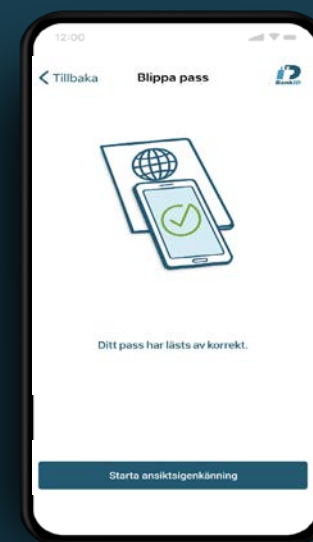 12:00
Tillbaka
Blippa pass
BankID
Ditt pass har lästs av korrekt.
Starta ansiktsigenkänning